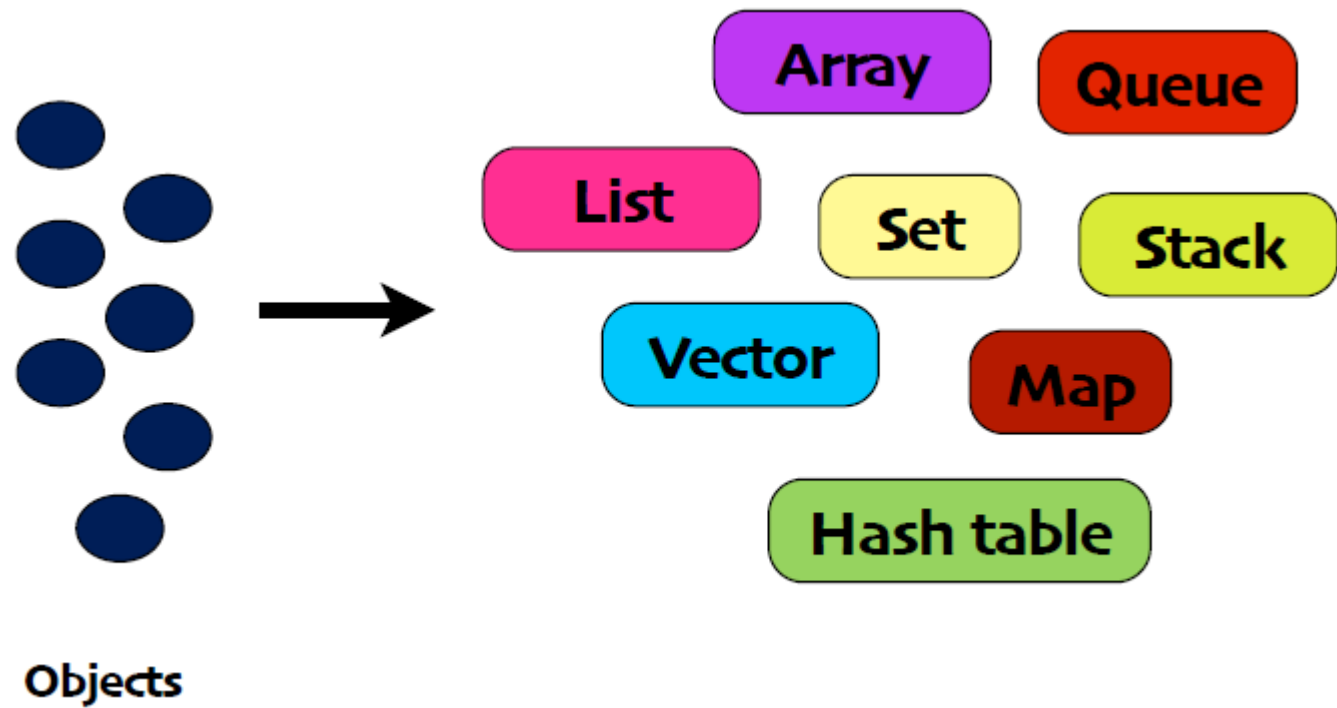 Array
Queue
List
Set
Stack
Vector
Map
Hash table
Objects